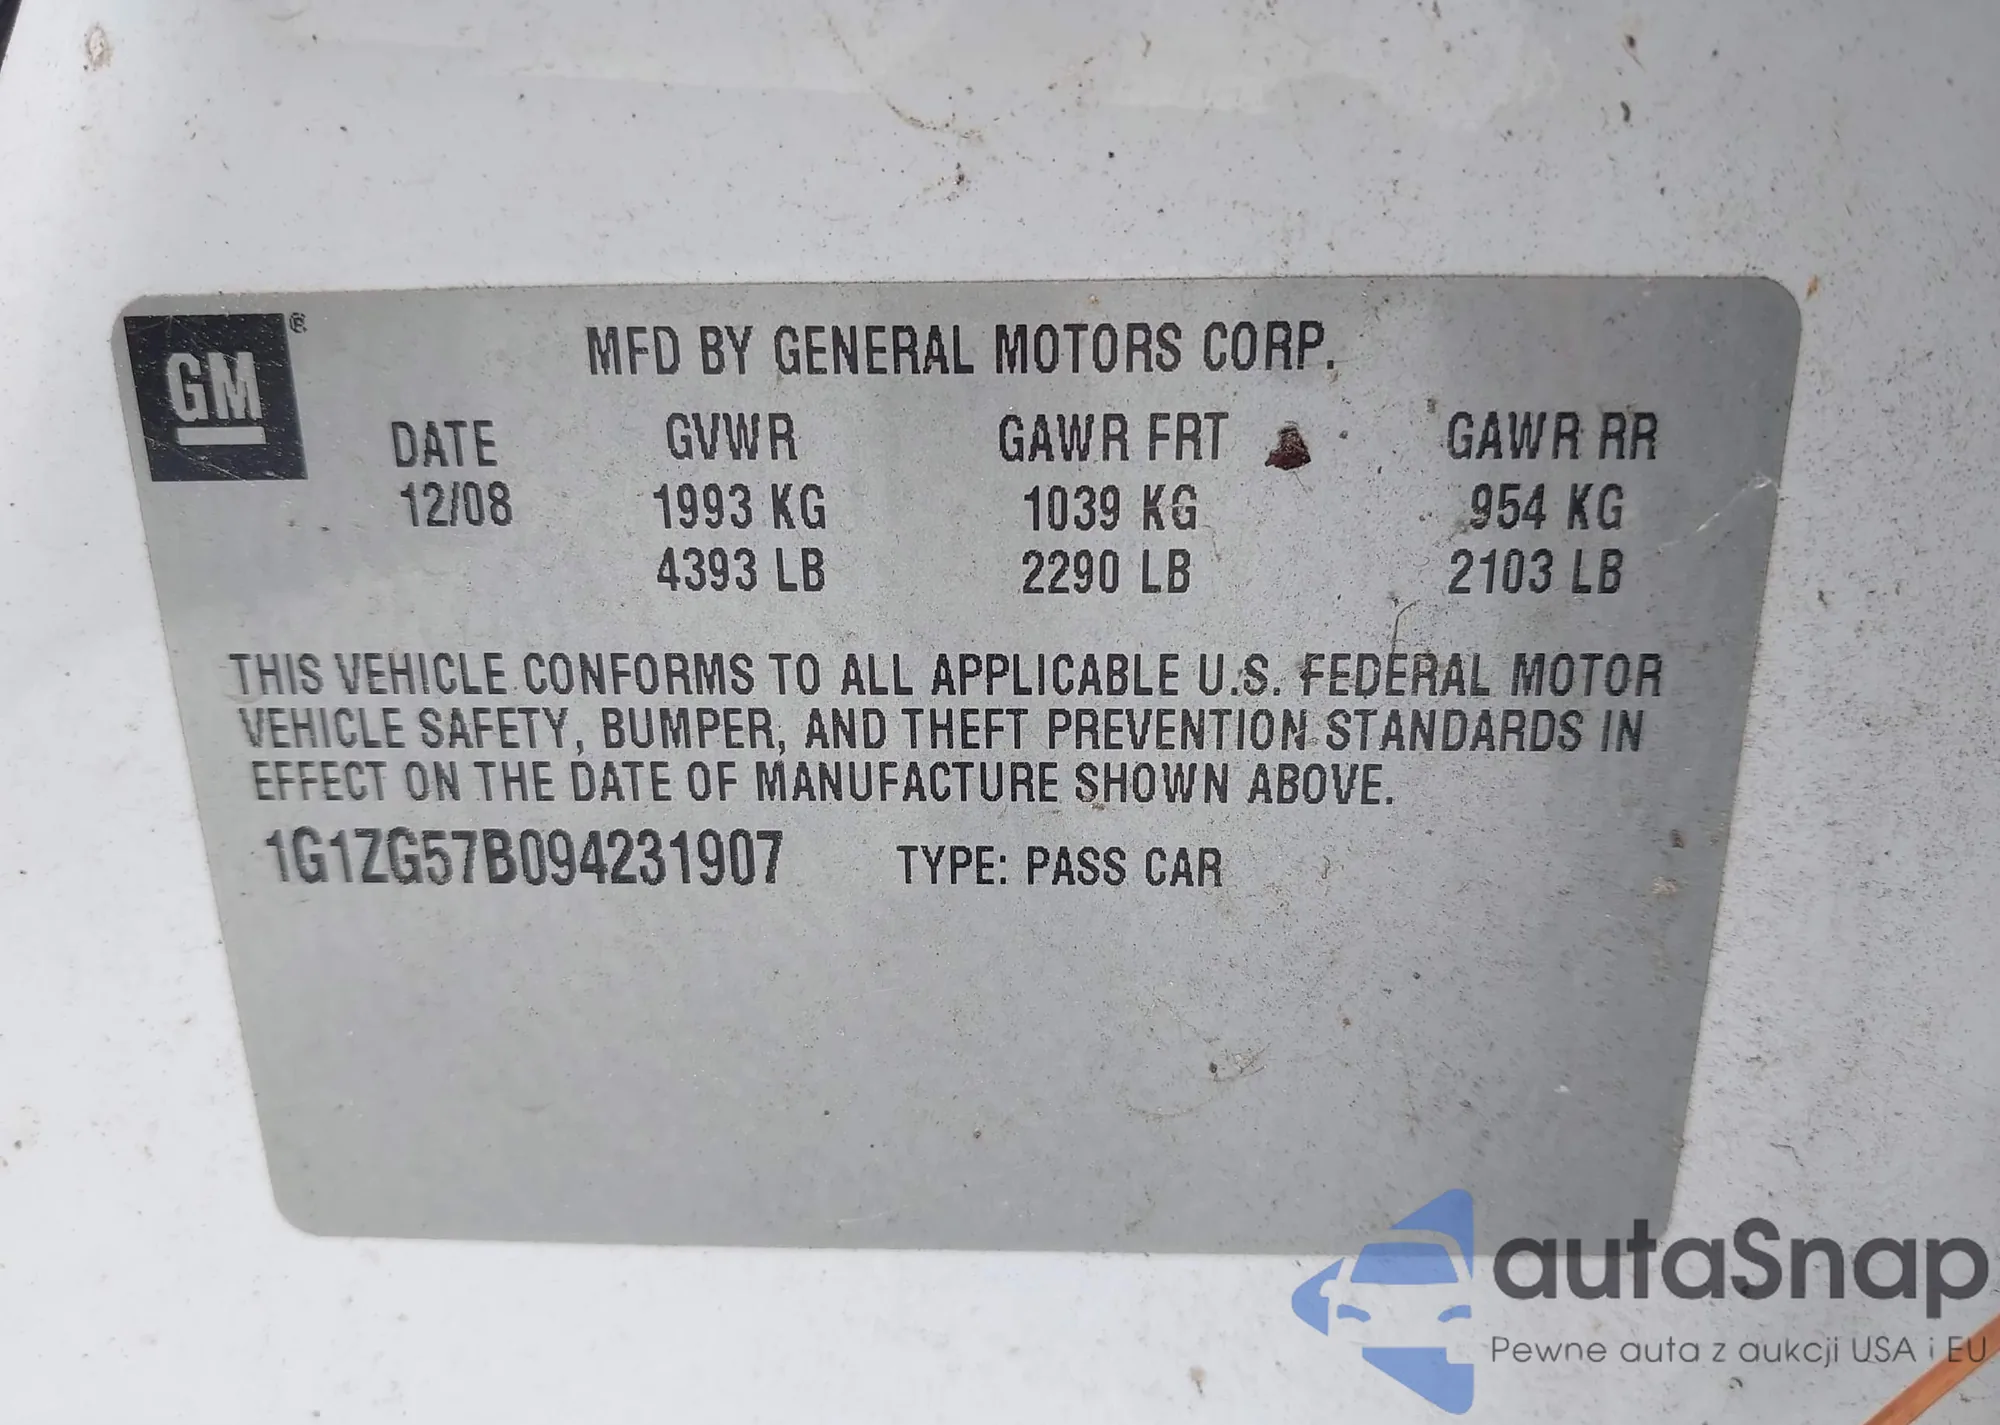 GM®
MFD BY GENERAL MOTORS CORP.
DATE GVWR GAWR FRT GAWR RR
12/08 1993 KG 1039 KG 954 KG
4393 LB 2290 LB 2103 LB
THIS VEHICLE CONFORMS TO ALL APPLICABLE U.S. FEDERAL MOTOR
VEHICLE SAFETY, BUMPER, AND THEFT PREVENTION STANDARDS IN
EFFECT ON THE DATE OF MANUFACTURE SHOWN ABOVE.
1G1ZG57B094231907 TYPE: PASS CAR
autaSnap
Pewne auta z aukcji USA i EU